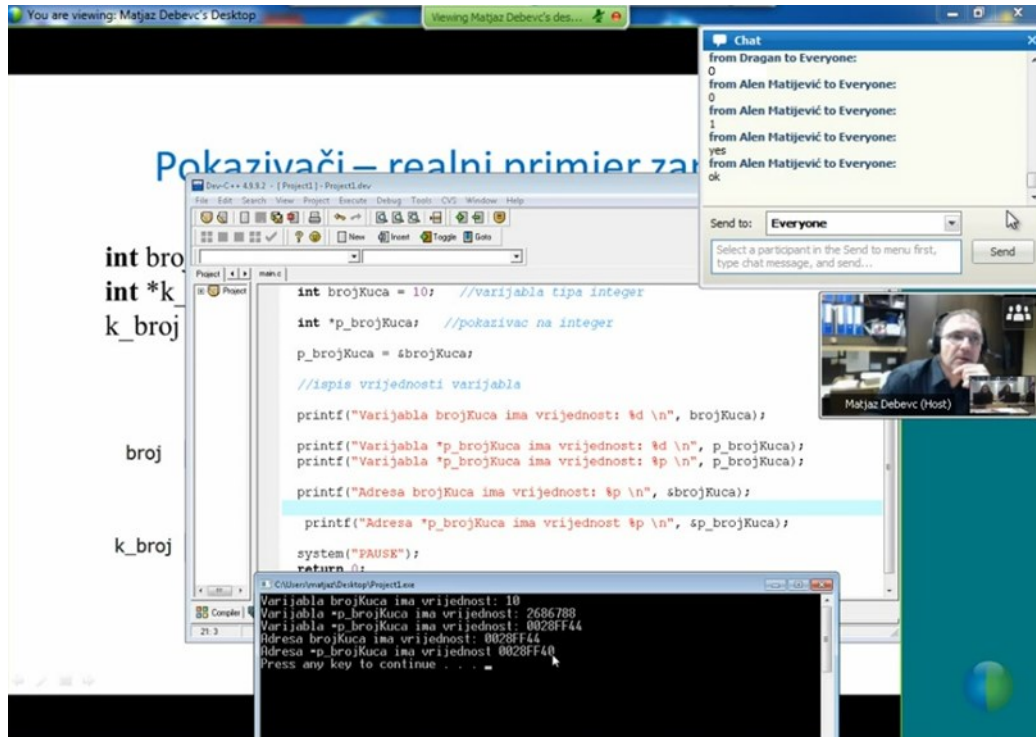 You are viewing: Matjaz Debevc's Desktop
Viewing Matjaz Debevc's des...
Chat
from Dragan to Everyone:
0
from Alen Matijević to Everyone:
0
from Alen Matijević to Everyone:
1
from Alen Matijević to Everyone:
yes
from Alen Matijević to Everyone:
ok
Send to: Everyone
Select a participant in the Send to menu first,
type chat message, and send...
Send
Matjaz Debevc (Host)
Pokazivači – realni primjer zar
int bro
int *k_
k_broj
broj
k_broj
Dev-C++ 4.9.9.2 - [ Project1 ] - Project1.dev
File Edit Search View Project Execute Debug Tools CVS Window Help
New Insert Toggle Goto
Project main.c
Project
int brojKuca = 10; //varijabla tipa integer
int *p_brojKuca; //pokazivac na integer
p_brojKuca = &brojKuca;
//ispis vrijednosti varijabla
printf("Varijabla brojKuca ima vrijednost: %d \n", brojKuca);
printf("Varijabla *p_brojKuca ima vrijednost: %d \n", p_brojKuca);
printf("Varijabla *p_brojKuca ima vrijednost: %p \n", p_brojKuca);
printf("Adresa brojKuca ima vrijednost: %p \n", &brojKuca);
printf("Adresa *p_brojKuca ima vrijednost %p \n", &p_brojKuca);
system("PAUSE");
return 0;
Compiler
21: 3
C:\Users\matjaz\Desktop\Project1.exe
Varijabla brojKuca ima vrijednost: 10
Varijabla *p_brojKuca ima vrijednost: 2686788
Varijabla *p_brojKuca ima vrijednost: 0028FF44
Adresa brojKuca ima vrijednost: 0028FF44
Adresa *p_brojKuca ima vrijednost 0028FF40
Press any key to continue . . . _